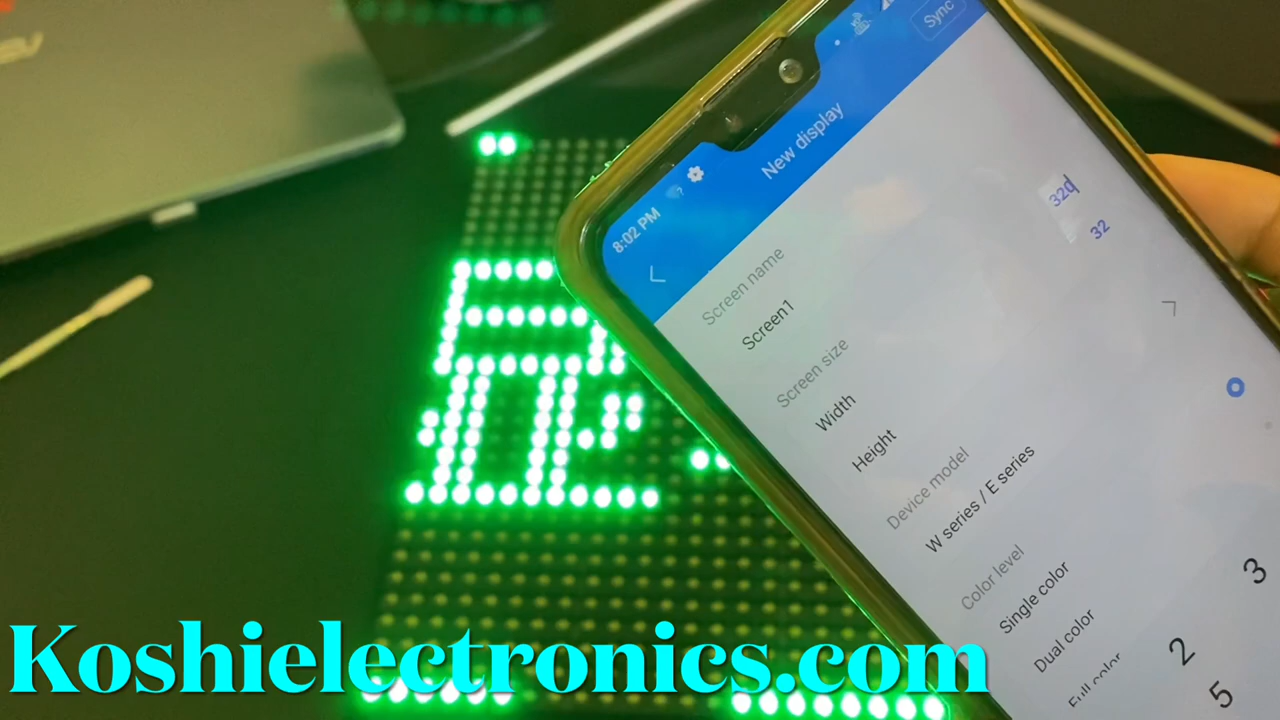 Sync
8:02 PM
New display
Screen name
Screen1
Screen size
Width 320
Height 32
Device model
W series / E series
Color level
Single color
Dual color
Full color
2
3
5
Koshielectronics.com